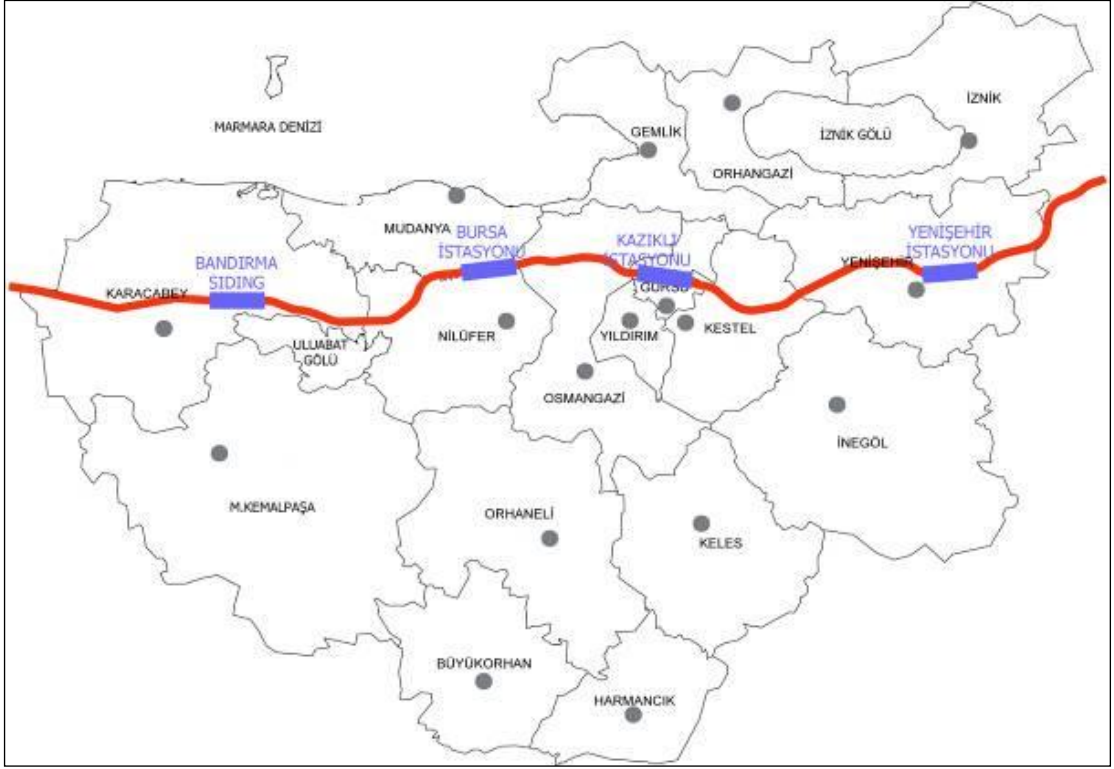 MARMARA DENİZİ
GEMLİK
İZNİK
İZNİK GÖLÜ
ORHANGAZİ
MUDANYA
BURSA
İSTASYONU
KAZIKLI
İSTASYONU
YENİŞEHİR
İSTASYONU
YENİŞEHİR
BANDIRMA
SIDING
KARACABEY
GÜRSU
ULUABAT
GÖLÜ
NİLÜFER
YILDIRIM
KESTEL
OSMANGAZİ
İNEGÖL
M.KEMALPAŞA
ORHANELİ
KELES
BÜYÜKORHAN
HARMANCIK